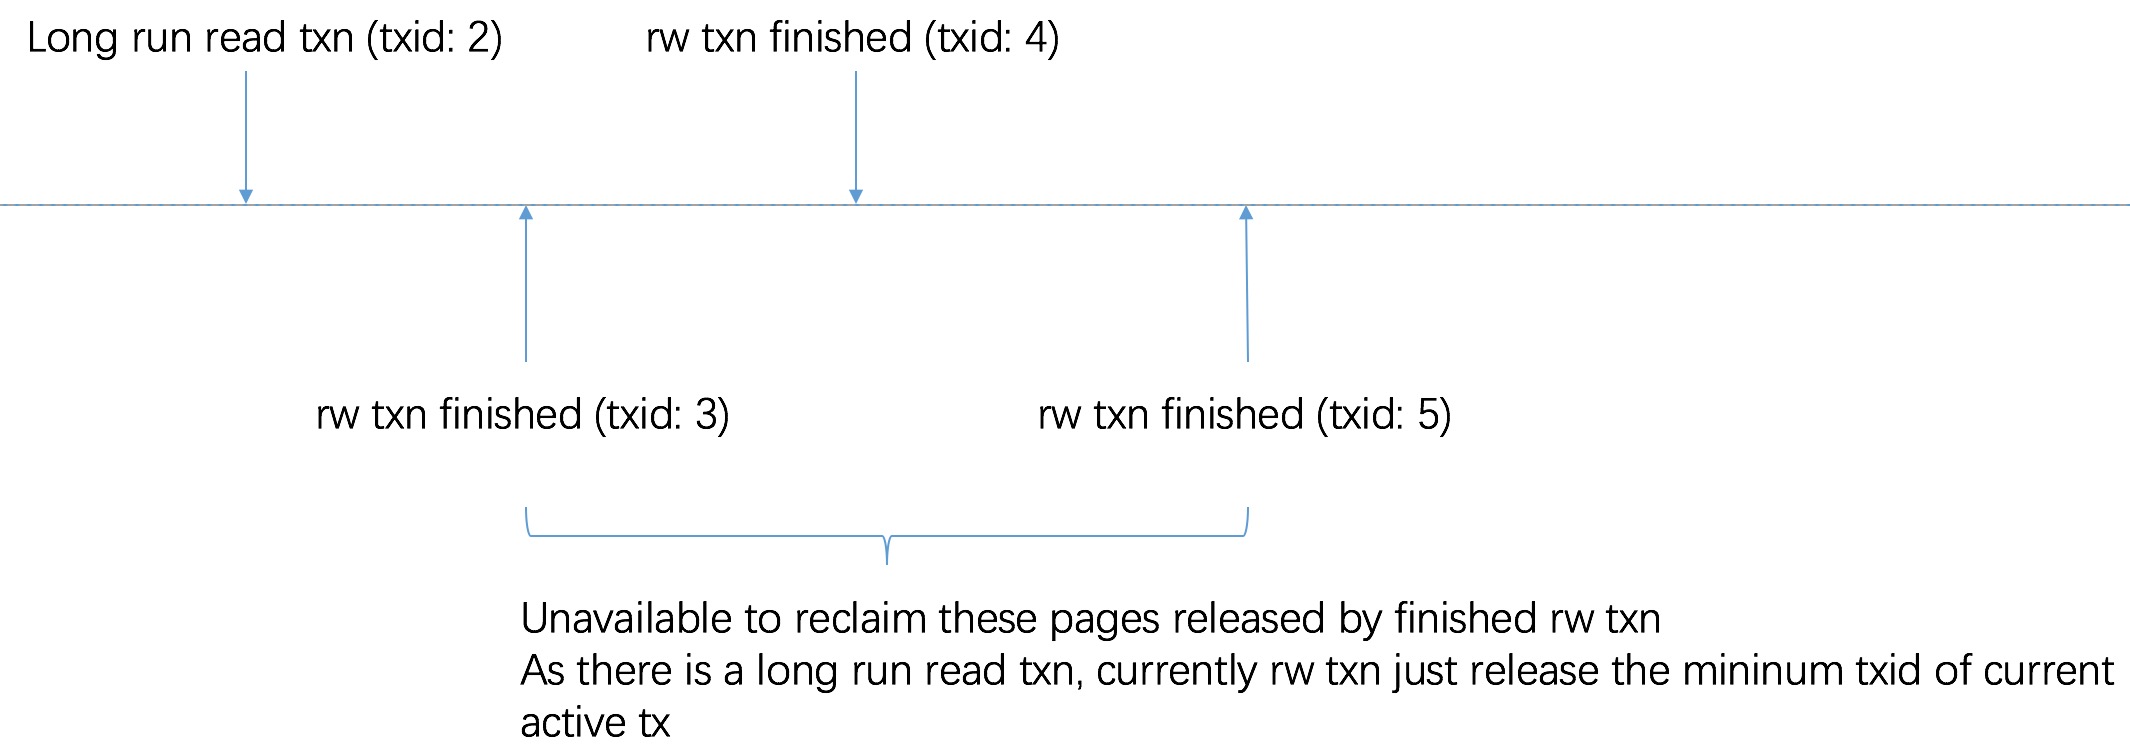 Long run read txn (txid: 2)
rw txn finished (txid: 4)
rw txn finished (txid: 3)
rw txn finished (txid: 5)
Unavailable to reclaim these pages released by finished rw txn
As there is a long run read txn, currently rw txn just release the mininum txid of current
active tx